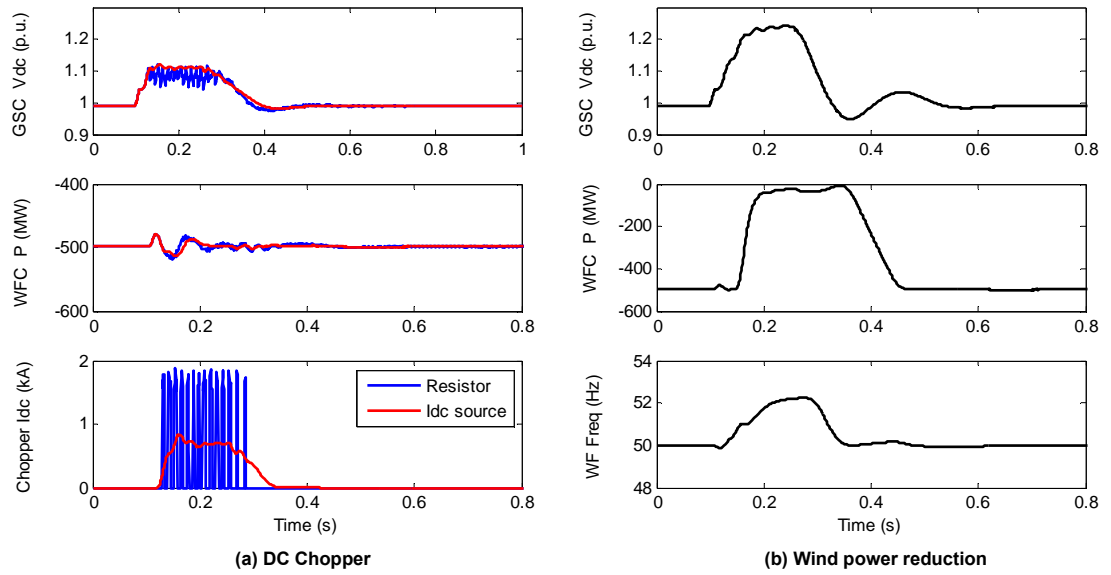 GSC Vdc (p.u.)
1.2
1.1
1
0.9
0 0.2 0.4 0.6 0.8 1
WFC P (MW)
-400
-500
-600
0 0.2 0.4 0.6 0.8
Chopper Idc (kA)
2
1
0
Resistor
Idc source
0 0.2 0.4 0.6 0.8
Time (s)
(a) DC Chopper
GSC Vdc (p.u.)
1.2
1.1
1
0.9
0 0.2 0.4 0.6 0.8
WFC P (MW)
0
-200
-400
-600
0 0.2 0.4 0.6 0.8
WF Freq (Hz)
54
52
50
48
0 0.2 0.4 0.6 0.8
Time (s)
(b) Wind power reduction